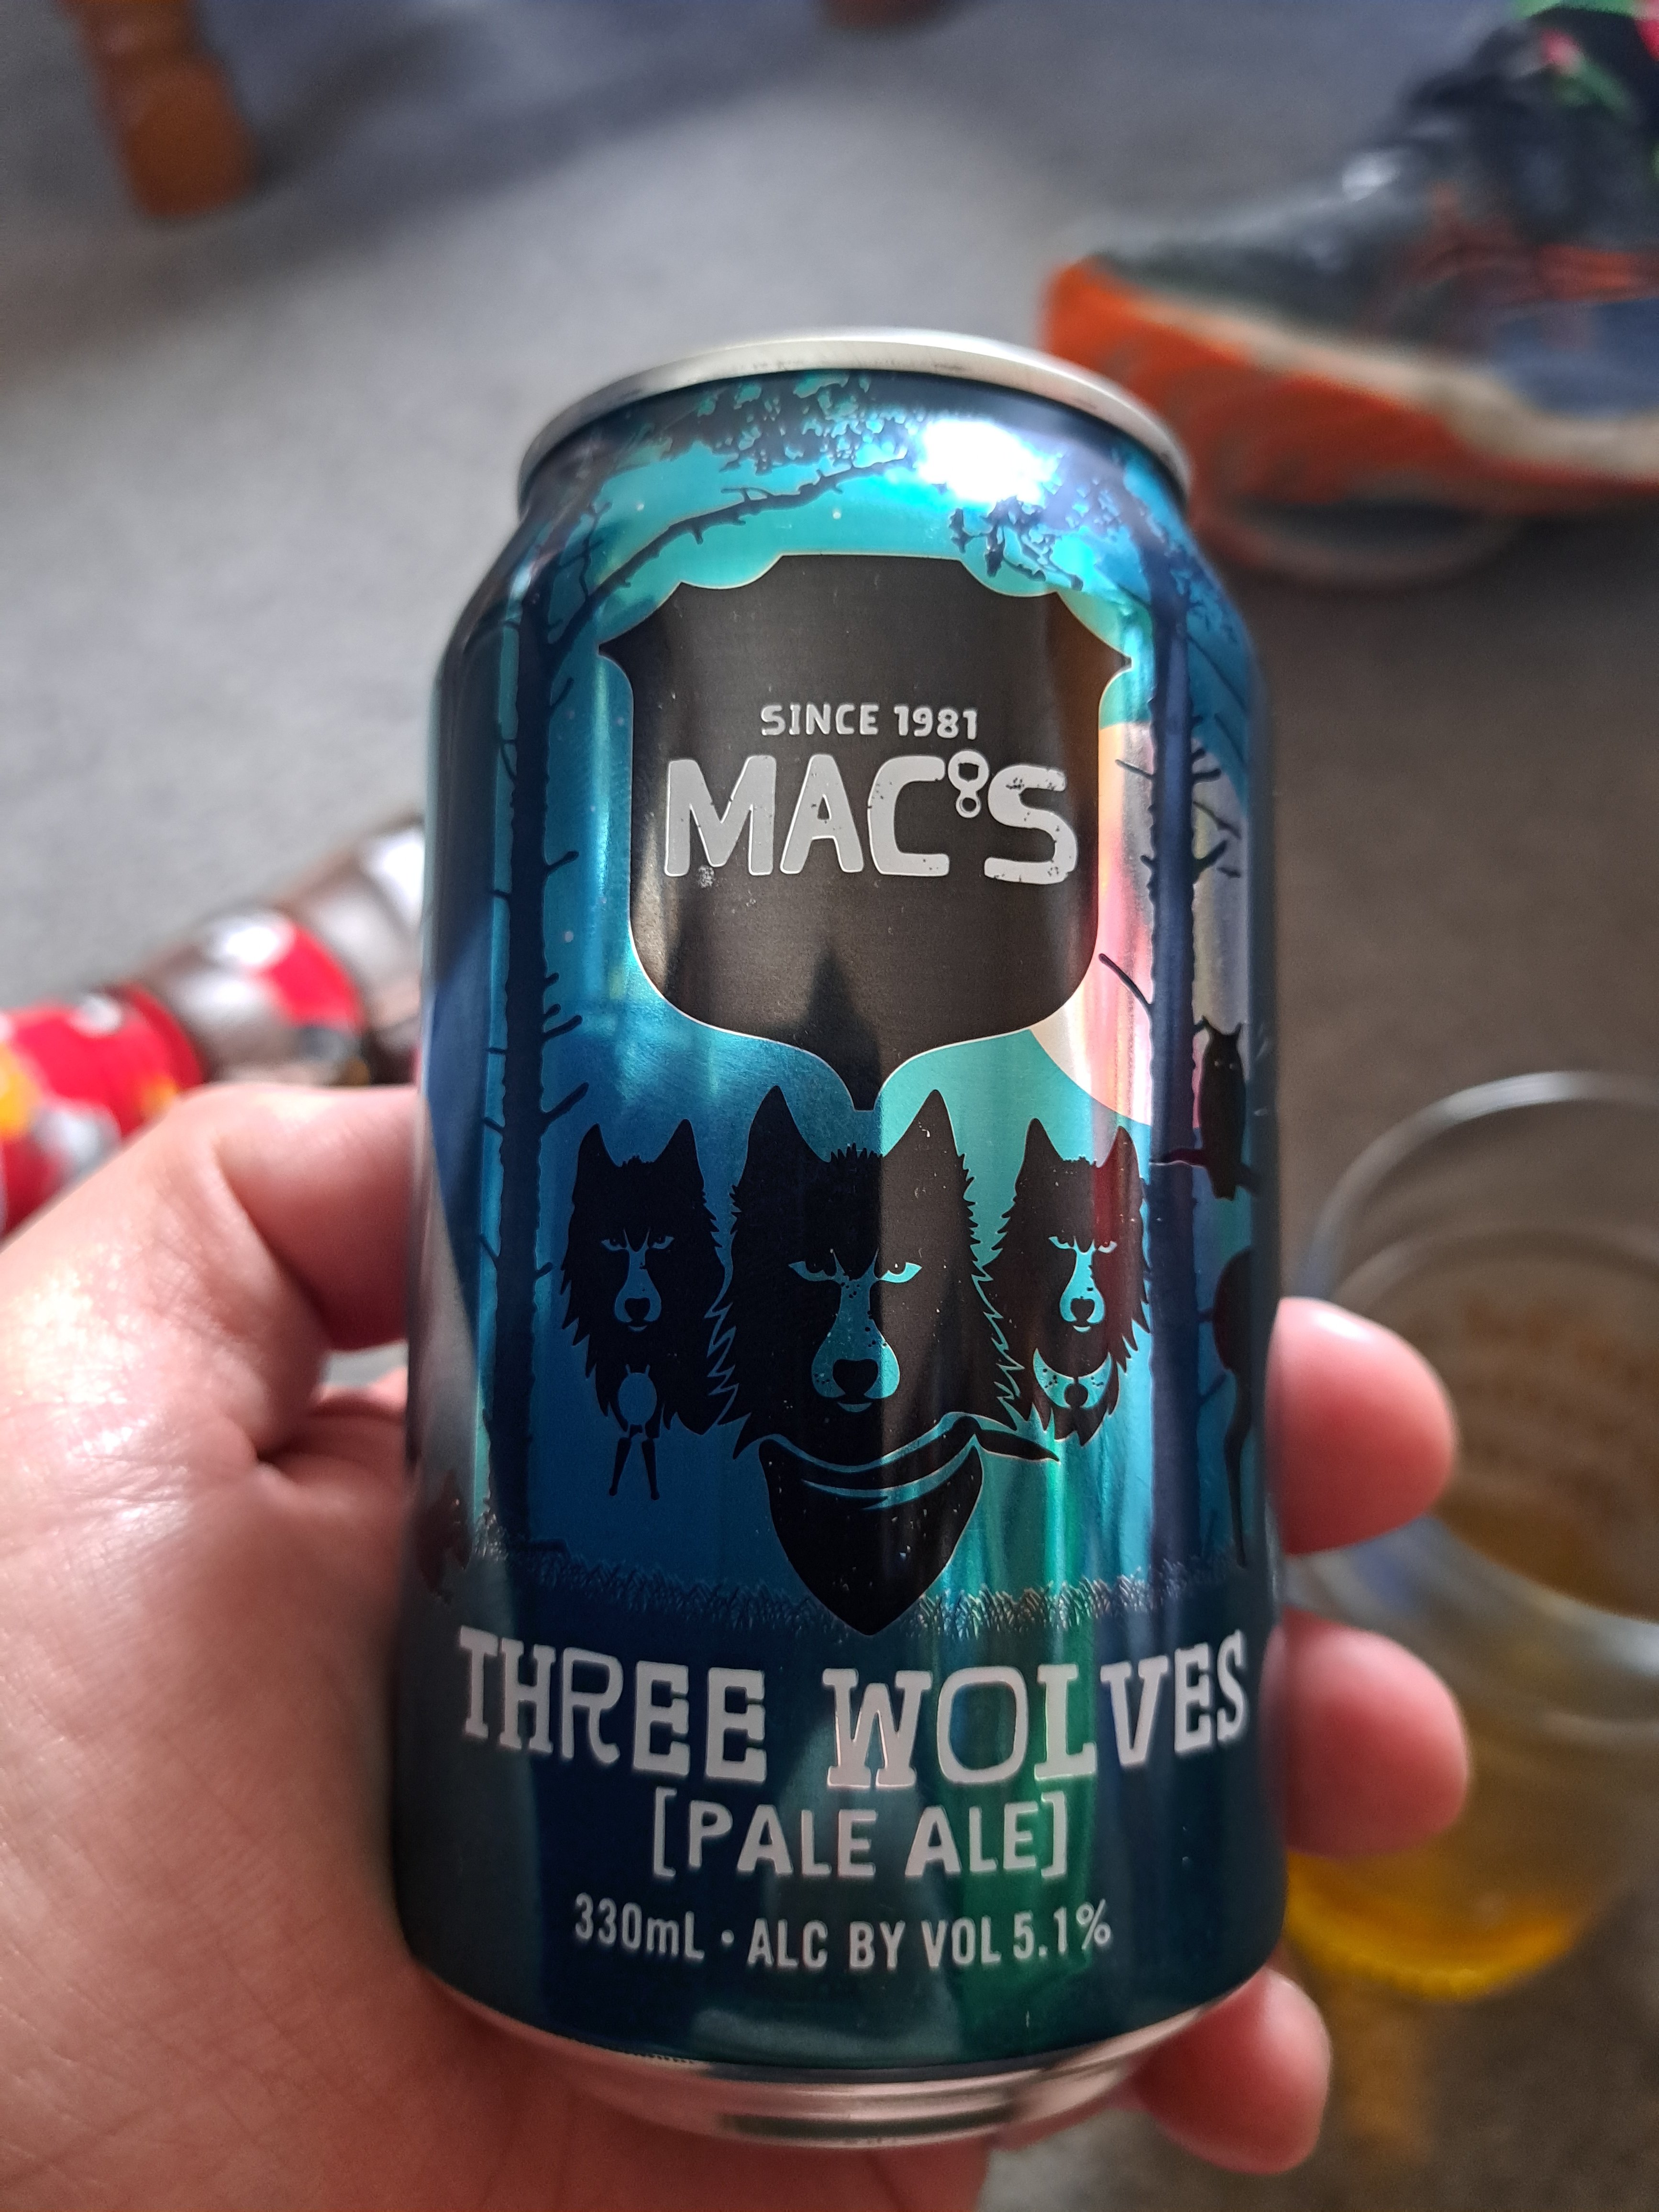 SINCE 1981
MAC'S
THREE WOLVES
[PALE ALE]
330mL • ALC BY VOL 5.1%